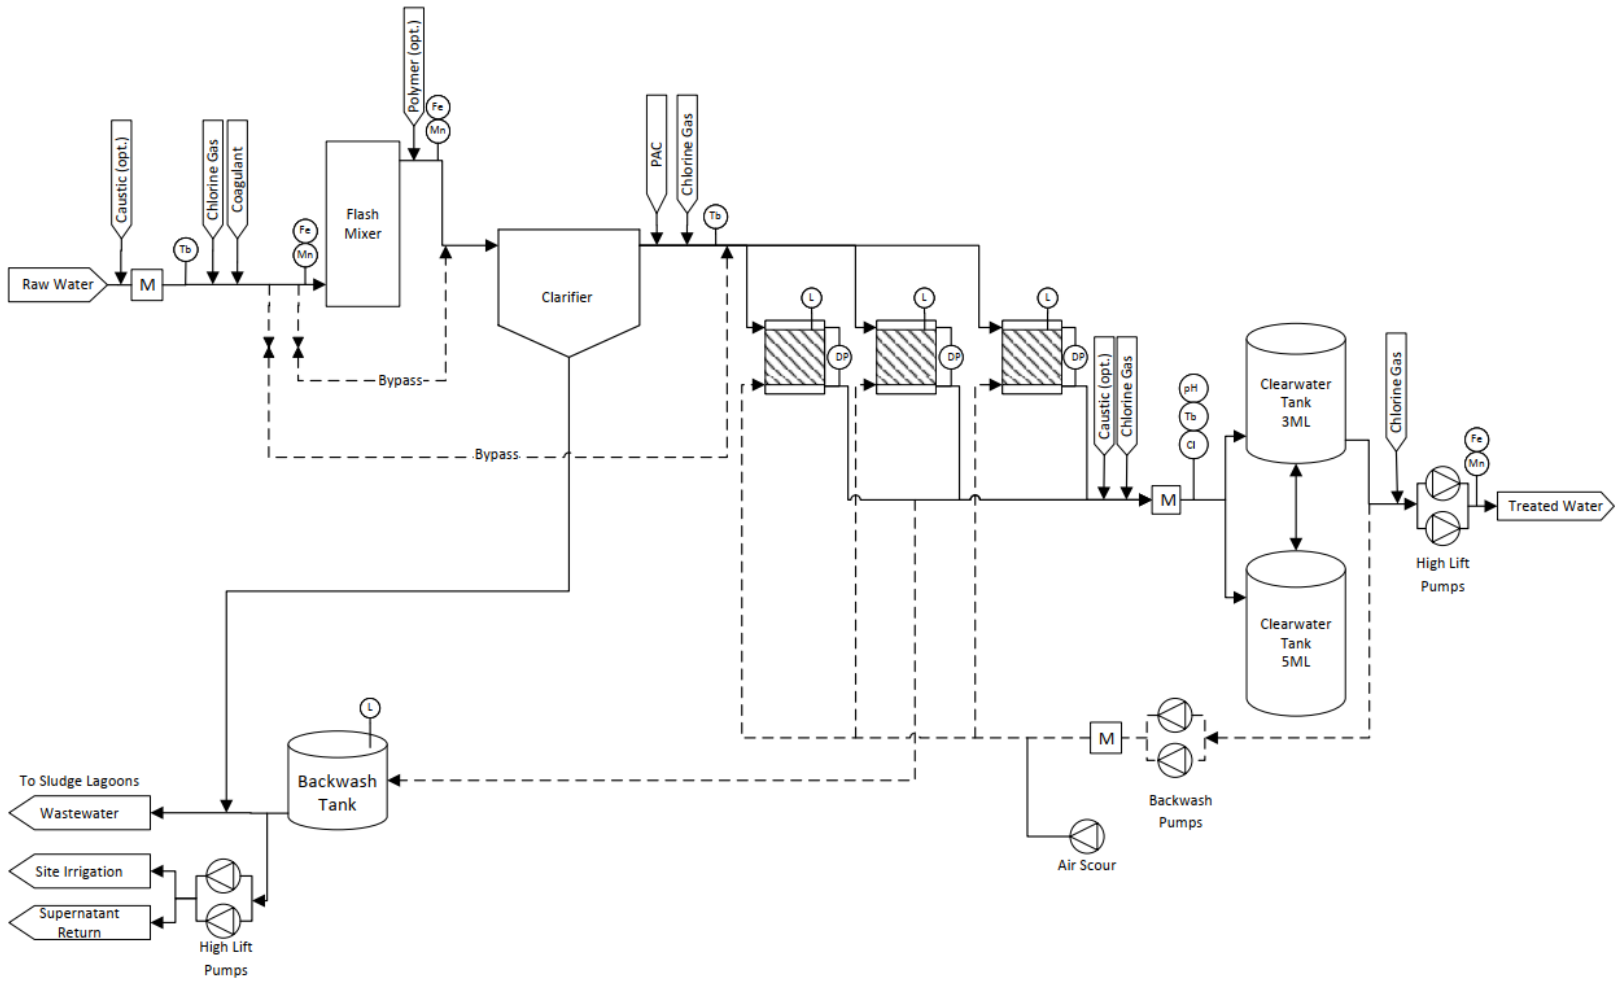 Polymer (opt.)
Fe
Mn
Caustic (opt.)
Chlorine Gas
Coagulant
PAC
Chlorine Gas
Flash
Mixer
Tb
Fe
Mn
Tb
Raw Water
M
Clarifier
L
L
L
DP
DP
DP
Bypass
Bypass
Caustic (opt.)
Chlorine Gas
pH
Tb
Cl
M
Clearwater
Tank
3ML
Chlorine Gas
Fe
Mn
Treated Water
High Lift
Pumps
Clearwater
Tank
5ML
L
M
Backwash
Pumps
Air Scour
Backwash
Tank
To Sludge Lagoons
Wastewater
Site Irrigation
Supernatant
Return
High Lift
Pumps